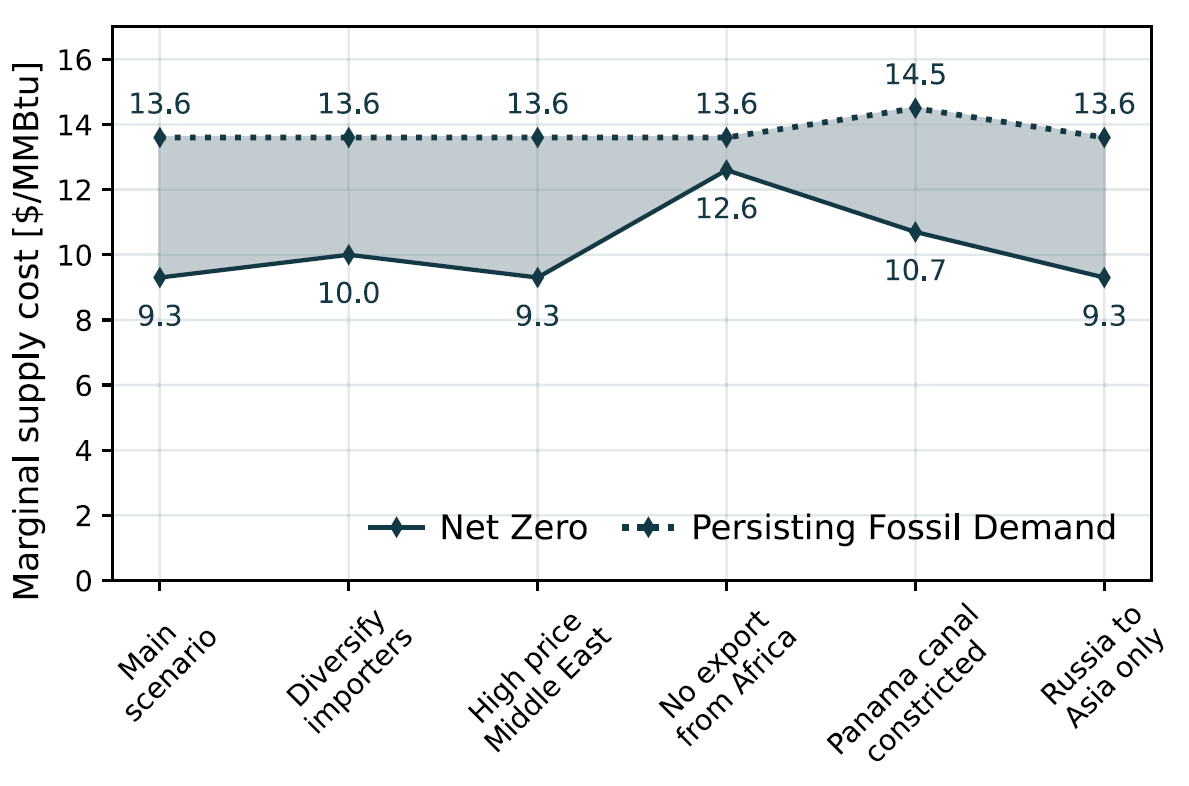 Marginal supply cost [$/MMBtu]
16
14
12
10
8
6
4
2
0
13.6
13.6
13.6
13.6
14.5
13.6
9.3
10.0
9.3
12.6
10.7
9.3
Net Zero
Persisting Fossil Demand
Main
scenario
Diversify
importers
High price
Middle East
No export
from Africa
Panama canal
constricted
Russia to
Asia only